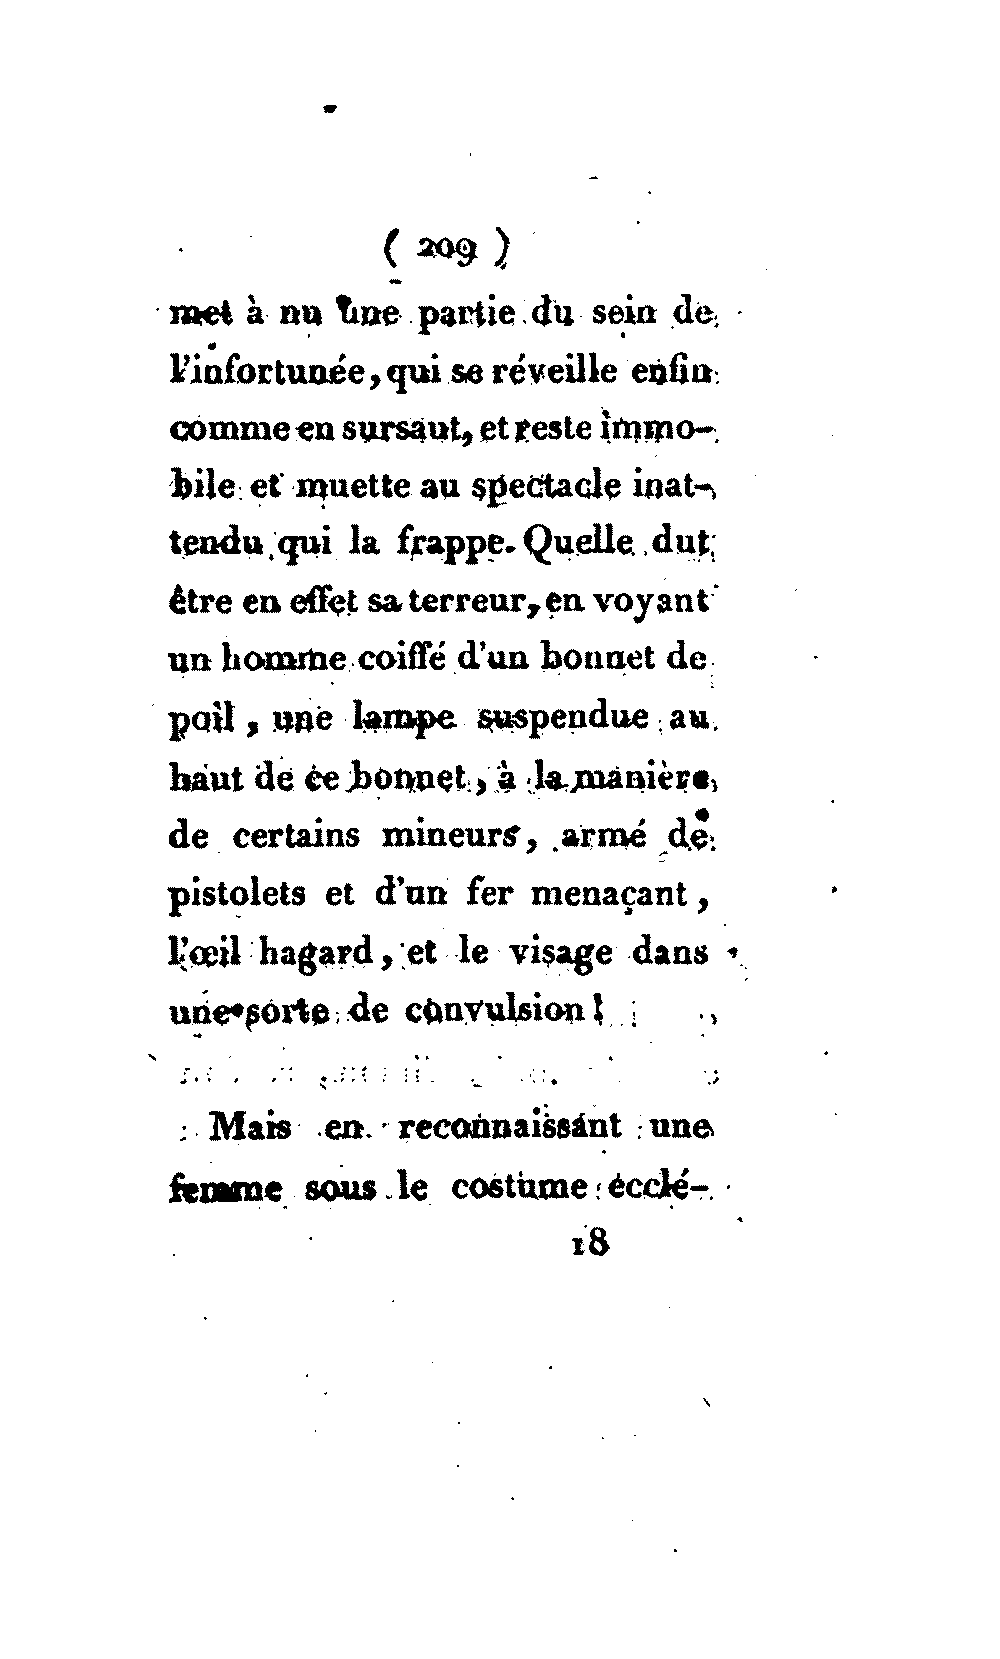 ( 209 )
met à nu une partie du sein de
l'infortunée, qui se réveille enfin
comme en sursaut, et reste immo-
bile et muette au spectacle inat-
tendu qui la frappe. Quelle dut
être en effet sa terreur, en voyant
un homme coiffé d'un bonnet de
poil, une lampe suspendue au
haut de ce bonnet, à la manière
de certains mineurs, armé de
pistolets et d'un fer menaçant,
l'œil hagard, et le visage dans
une sorte de convulsion!
Mais en reconnaissant une
femme sous le costume ecclé-
18